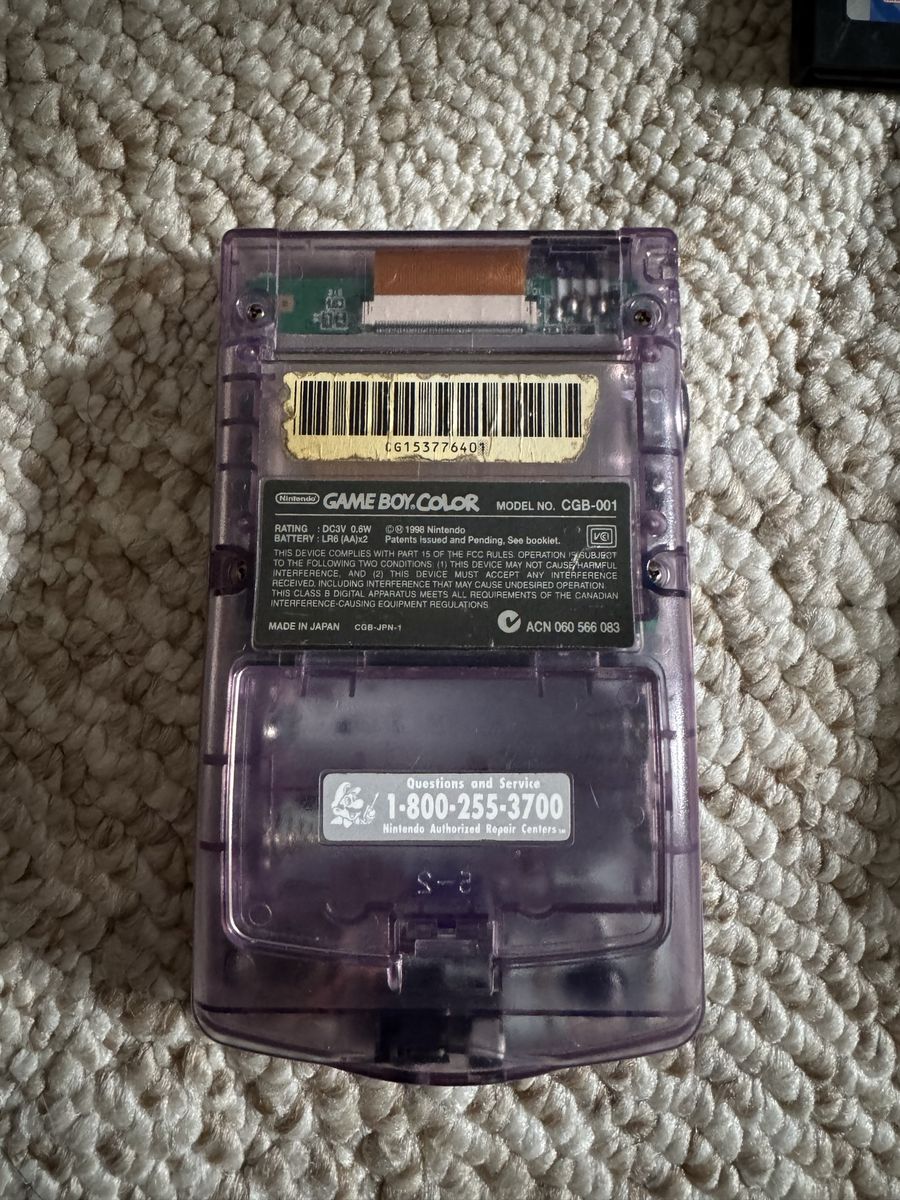 CG153776401
Nintendo GAME BOY COLOR MODEL NO. CGB-001
RATING : DC3V 0.6W ©Ⓜ 1998 Nintendo
BATTERY : LR6 (AA)x2 Patents Issued and Pending, See booklet.
THIS DEVICE COMPLIES WITH PART 15 OF THE FCC RULES. OPERATION IS SUBJECT
TO THE FOLLOWING TWO CONDITIONS. (1) THIS DEVICE MAY NOT CAUSE HARMFUL
INTERFERENCE, AND (2) THIS DEVICE MUST ACCEPT ANY INTERFERENCE
RECEIVED, INCLUDING INTERFERENCE THAT MAY CAUSE UNDESIRED OPERATION.
THIS CLASS B DIGITAL APPARATUS MEETS ALL REQUIREMENTS OF THE CANADIAN
INTERFERENCE-CAUSING EQUIPMENT REGULATIONS.
MADE IN JAPAN CGB-JPN-1 ACN 060 566 083
Questions and Service
1-800-255-3700
Nintendo Authorized Repair Centers SM